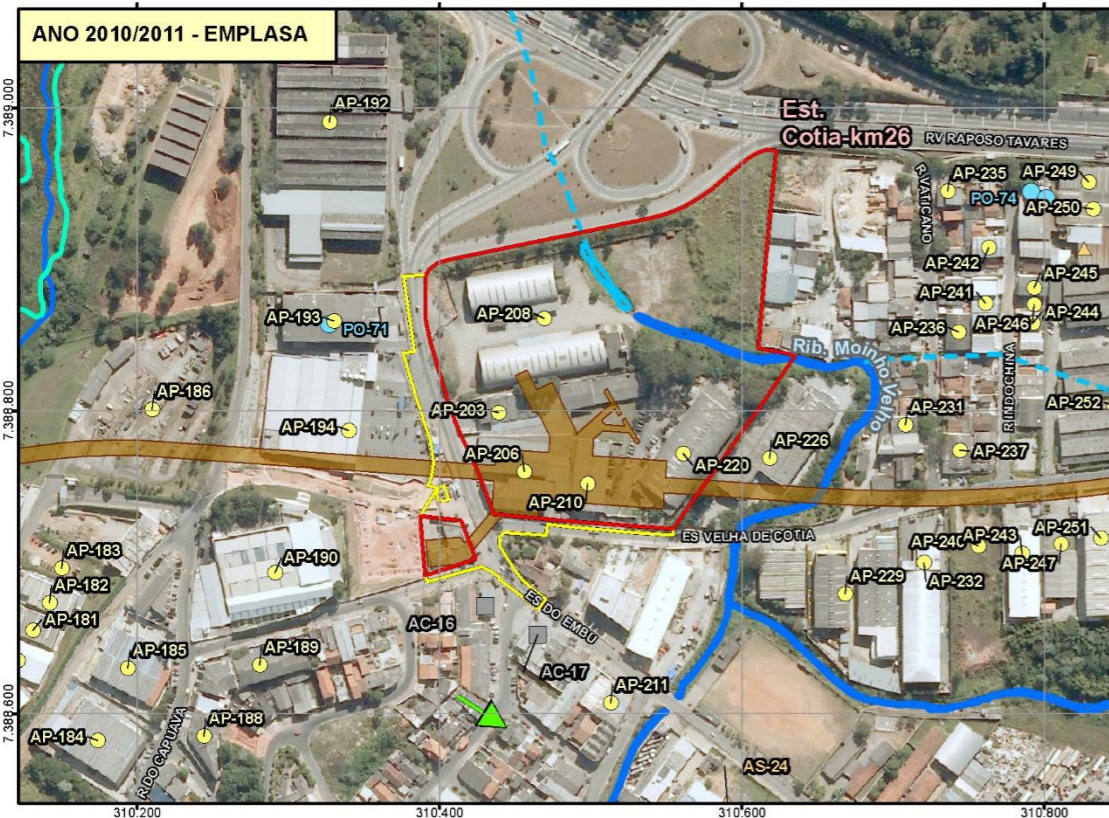 ANO 2010/2011 - EMPLASA
7.389.000
AP-192
Est.
Cotia-km26
RV RAPOSO TAVARES
R VATICANO
AP-235
PO-74
AP-249
AP-250
AP-242
AP-245
AP-241
AP-246
AP-244
AP-236
AP-193
PO-71
AP-208
Rib. Moinho Velho
R INDOCHINA
AP-252
7.388.800
AP-186
AP-203
AP-194
AP-231
AP-206
AP-220
AP-226
AP-237
AP-210
ES VELHA DE COTIA
AP-183
AP-190
AP-240
AP-243
AP-251
AP-247
AP-182
AP-229
AP-232
AP-181
ES DO EMBU
AC-16
AP-185
AP-189
AC-17
AP-211
7.388.600
AP-188
AP-184
R DO CAPUAVA
AS-24
310.200
310.400
310.600
310.800